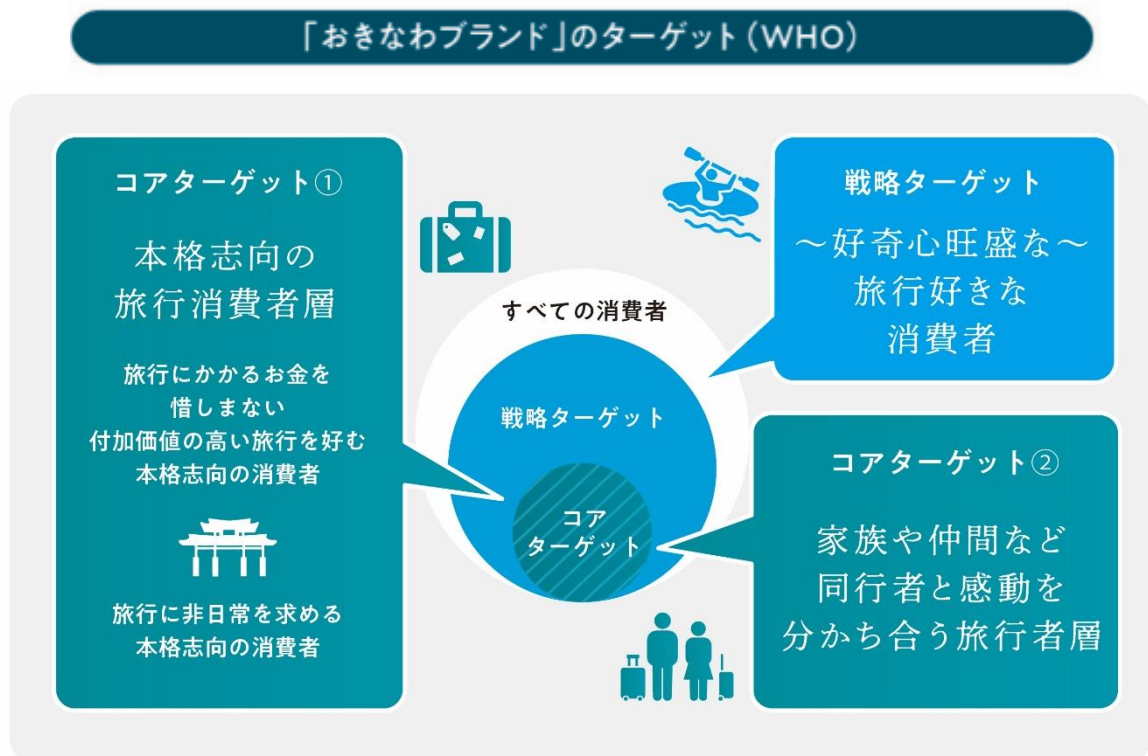 「おきなわブランド」のターゲット（WHO）
コアターゲット①
本格志向の
旅行消費者層
旅行にかかるお金を
惜しまない
付加価値の高い旅行を好む
本格志向の消費者
旅行に非日常を求める
本格志向の消費者
すべての消費者
戦略ターゲット
コア
ターゲット
戦略ターゲット
～好奇心旺盛な～
旅行好きな
消費者
コアターゲット②
家族や仲間など
同行者と感動を
分かち合う旅行者層